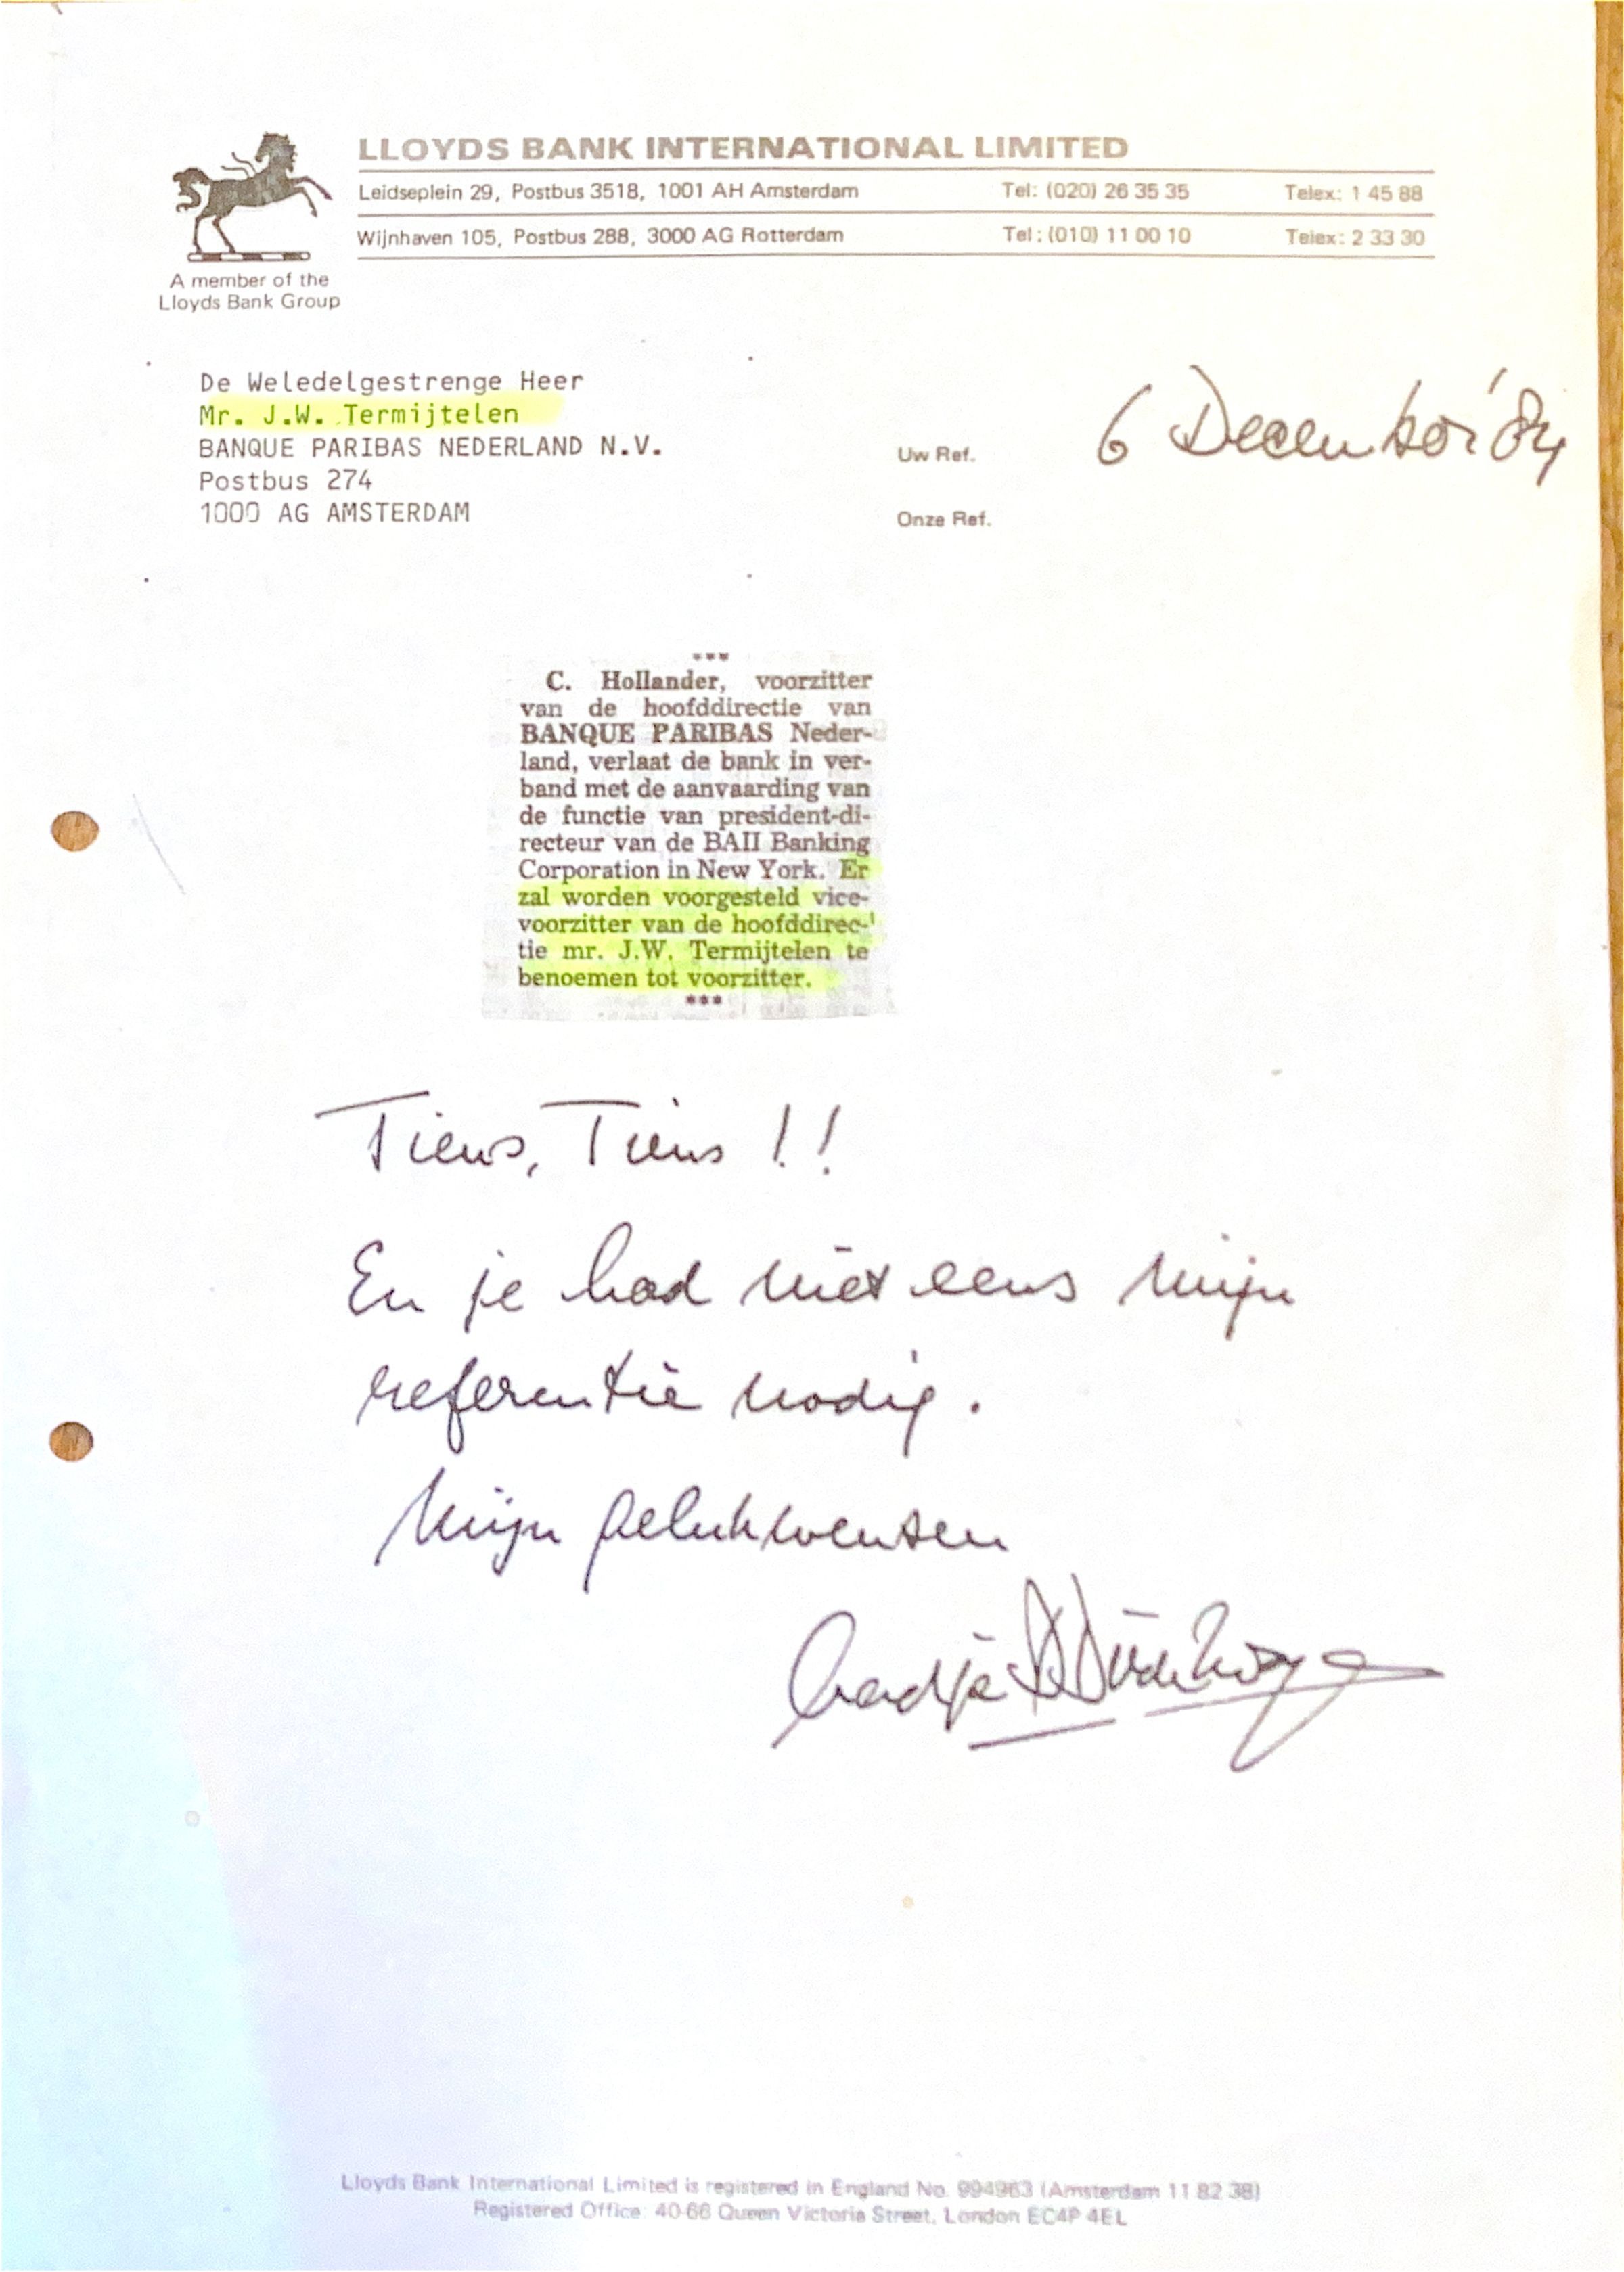 LLOYDS BANK INTERNATIONAL LIMITED
Leidseplein 29, Postbus 3518, 1001 AH Amsterdam Tel: (020) 26 35 35 Telex: 1 45 88
Wijnhaven 105, Postbus 288, 3000 AG Rotterdam Tel: (010) 11 00 10 Telex: 2 33 30
A member of the
Lloyds Bank Group
De Weledelgestrenge Heer
Mr. J.W. Termijtelen
BANQUE PARIBAS NEDERLAND N.V.
Postbus 274
1000 AG AMSTERDAM
6 December '84
Uw Ref.
Onze Ref.
***
C. Hollander, voorzitter
van de hoofddirectie van
BANQUE PARIBAS Neder-
land, verlaat de bank in ver-
band met de aanvaarding van
de functie van president-di-
recteur van de BAII Banking
Corporation in New York. Er
zal worden voorgesteld vice-
voorzitter van de hoofddirec-
tie mr. J.W. Termijtelen te
benoemen tot voorzitter.
***
Tiens, Tiens !!
En je had niet eens mijn
referentie nodig.
Mijn gelukwensen
Lloyds Bank International Limited is registered in England No. 994963 (Amsterdam 11 82 38)
Registered Office: 40-66 Queen Victoria Street, London EC4P 4EL